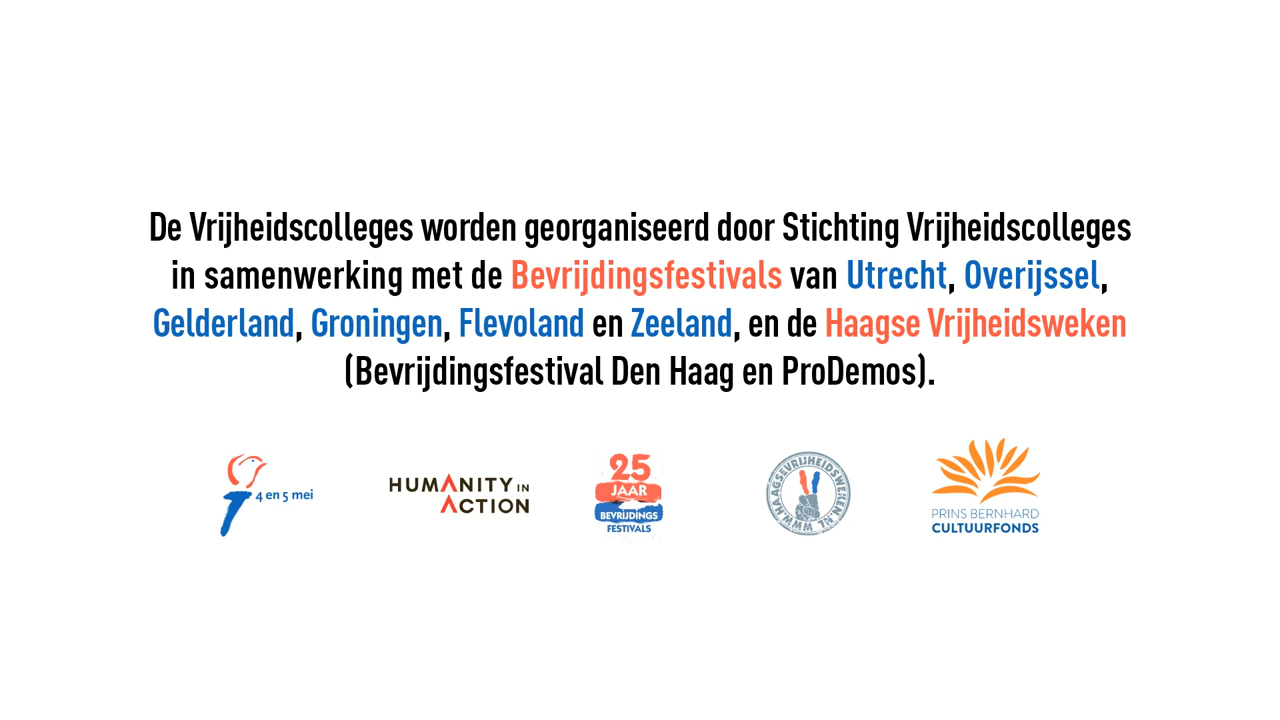 De Vrijheidscolleges worden georganiseerd door Stichting Vrijheidscolleges
in samenwerking met de Bevrijdingsfestivals van Utrecht, Overijssel,
Gelderland, Groningen, Flevoland en Zeeland, en de Haagse Vrijheidsweken
(Bevrijdingsfestival Den Haag en ProDemos).
4 en 5 mei
HUMANITY IN
ACTION
25
JAAR
BEVRIJDINGS
FESTIVALS
WWW.HAAGSEVRIJHEIDSWEKEN.NL
PRINS BERNHARD
CULTUURFONDS